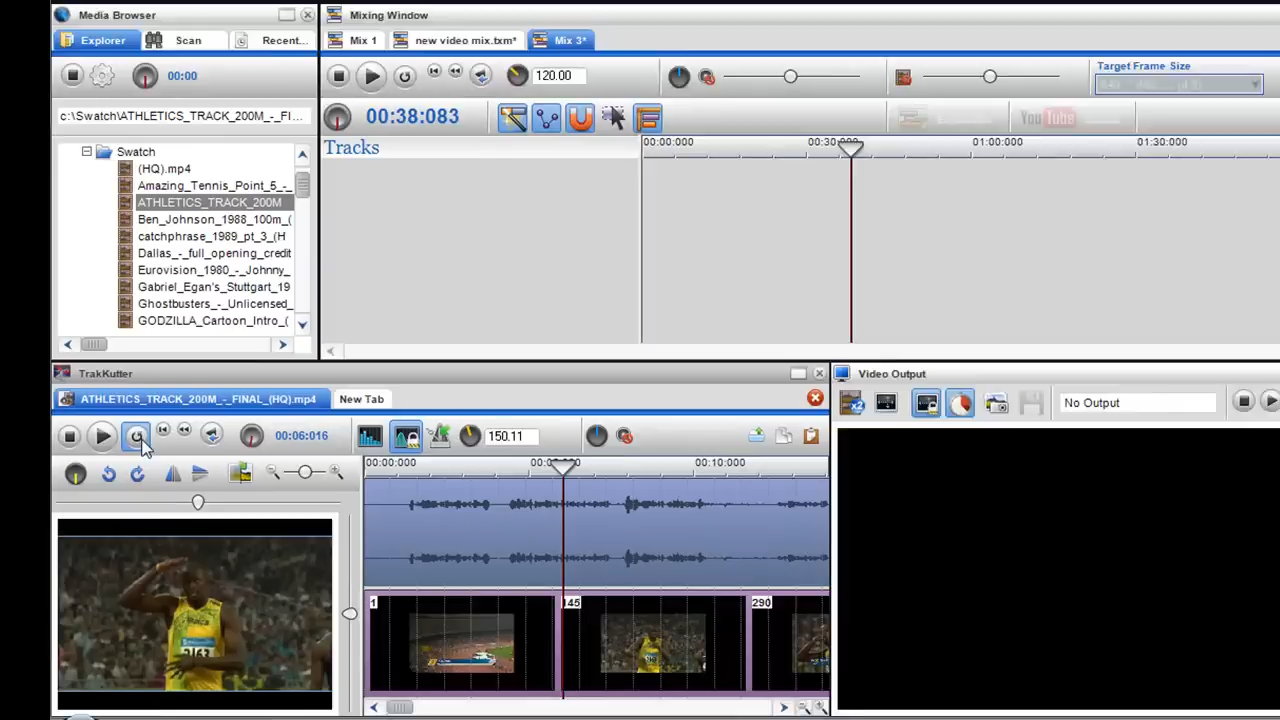 Media Browser
Mixing Window
Explorer
Scan
Recent...
Mix 1
new video mix.txm*
Mix 3*
00:00
120.00
Target Frame Size
c:\Swatch\ATHLETICS_TRACK_200M_-_FI...
00:38:083
You Tube
Swatch
(HQ).mp4
Amazing_Tennis_Point_5_-_
ATHLETICS_TRACK_200M
Ben_Johnson_1988_100m_(
catchphrase_1989_pt_3_(H
Dallas_-_full_opening_credit
Eurovision_1980_-_Johnny_
Gabriel_Egan's_Stuttgart_19
Ghostbusters_-_Unlicensed_
GODZILLA_Cartoon_Intro_(
Tracks
00:00:000
00:30:000
01:00:000
01:30:000
TrakKutter
Video Output
ATHLETICS_TRACK_200M_-_FINAL_(HQ).mp4
New Tab
No Output
00:06:016
150.11
00:00:000
00:10:000
1
145
290
3163